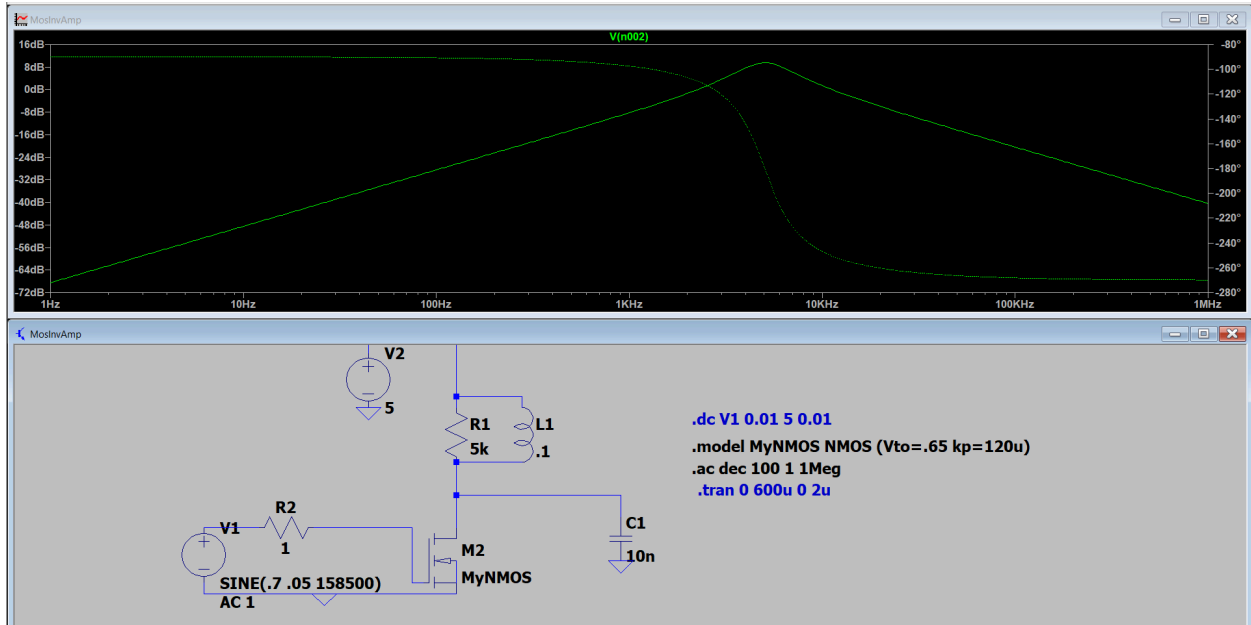 MosInvAmp
V(n002)
16dB
8dB
0dB
-8dB
-16dB
-24dB
-32dB
-40dB
-48dB
-56dB
-64dB
-72dB
-80°
-100°
-120°
-140°
-160°
-180°
-200°
-220°
-240°
-260°
-280°
1Hz 10Hz 100Hz 1KHz 10KHz 100KHz 1MHz
MosInvAmp
V2
5
R1
5k
L1
.1
.dc V1 0.01 5 0.01
.model MyNMOS NMOS (Vto=.65 kp=120u)
.ac dec 100 1 1Meg
.tran 0 600u 0 2u
R2
1
V1
SINE(.7 .05 158500)
AC 1
M2
MyNMOS
C1
10n